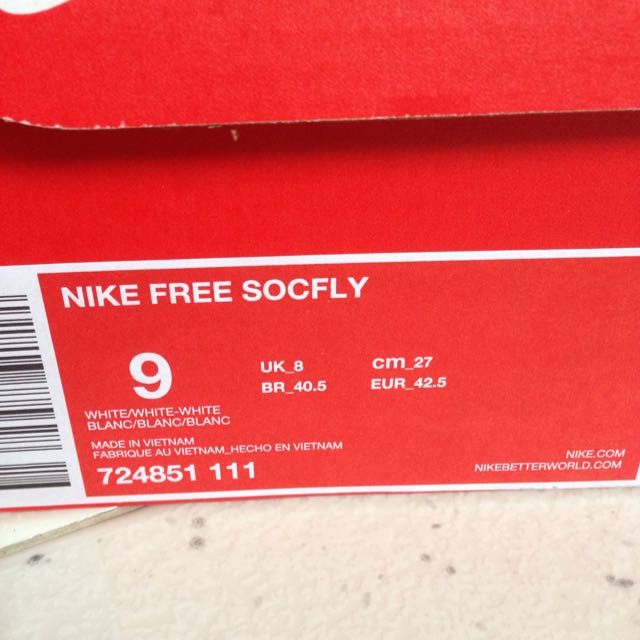 NIKE FREE SOCFLY
9
UK_8 cm_27
BR_40.5 EUR_42.5
WHITE/WHITE-WHITE
BLANC/BLANC/BLANC
MADE IN VIETNAM
FABRIQUE AU VIETNAM_HECHO EN VIETNAM
724851 111
NIKE.COM
NIKEBETTERWORLD.COM